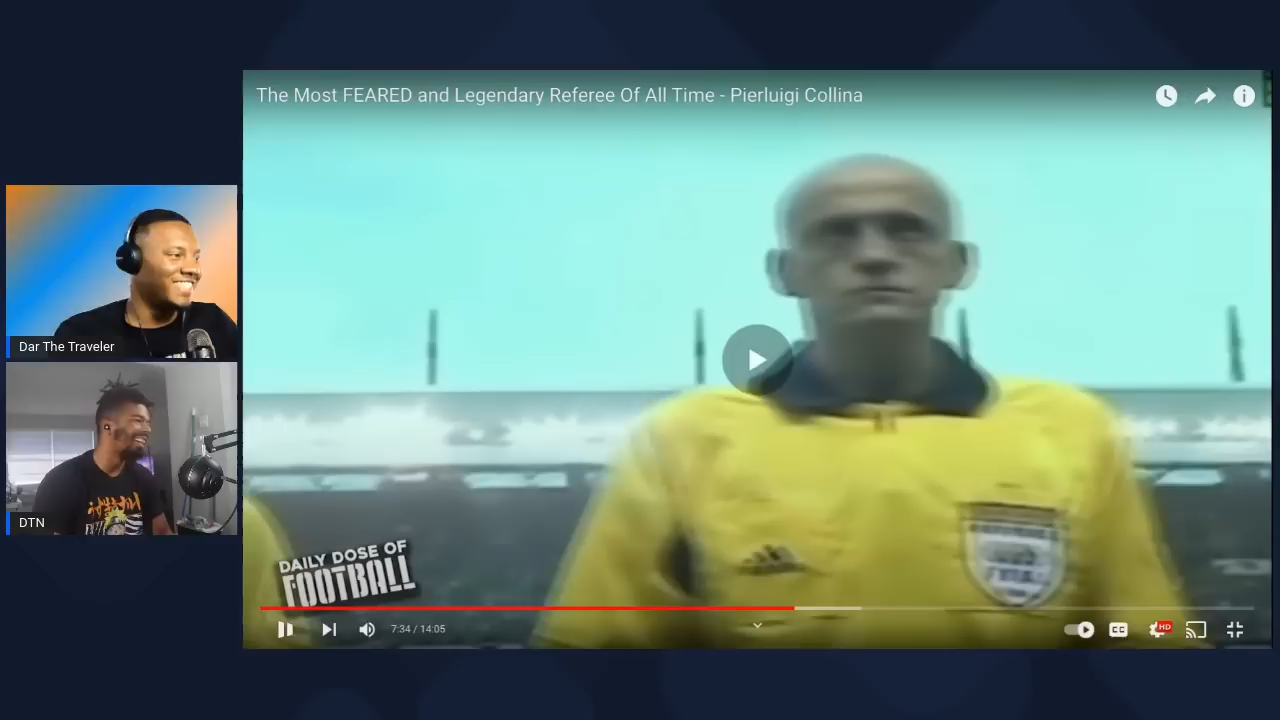 The Most FEARED and Legendary Referee Of All Time - Pierluigi Collina
Dar The Traveler
DTN
DAILY DOSE OF
FOOTBALL
7:34 / 14:05
CC
HD